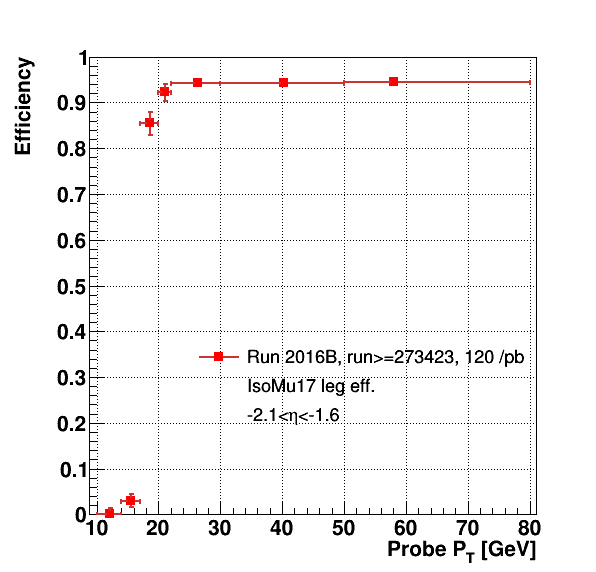 Efficiency
1
0.9
0.8
0.7
0.6
0.5
0.4
0.3
0.2
0.1
0
Run 2016B, run>=273423, 120 /pb
IsoMu17 leg eff.
-2.1<η<-1.6
10 20 30 40 50 60 70 80
Probe P_T [GeV]